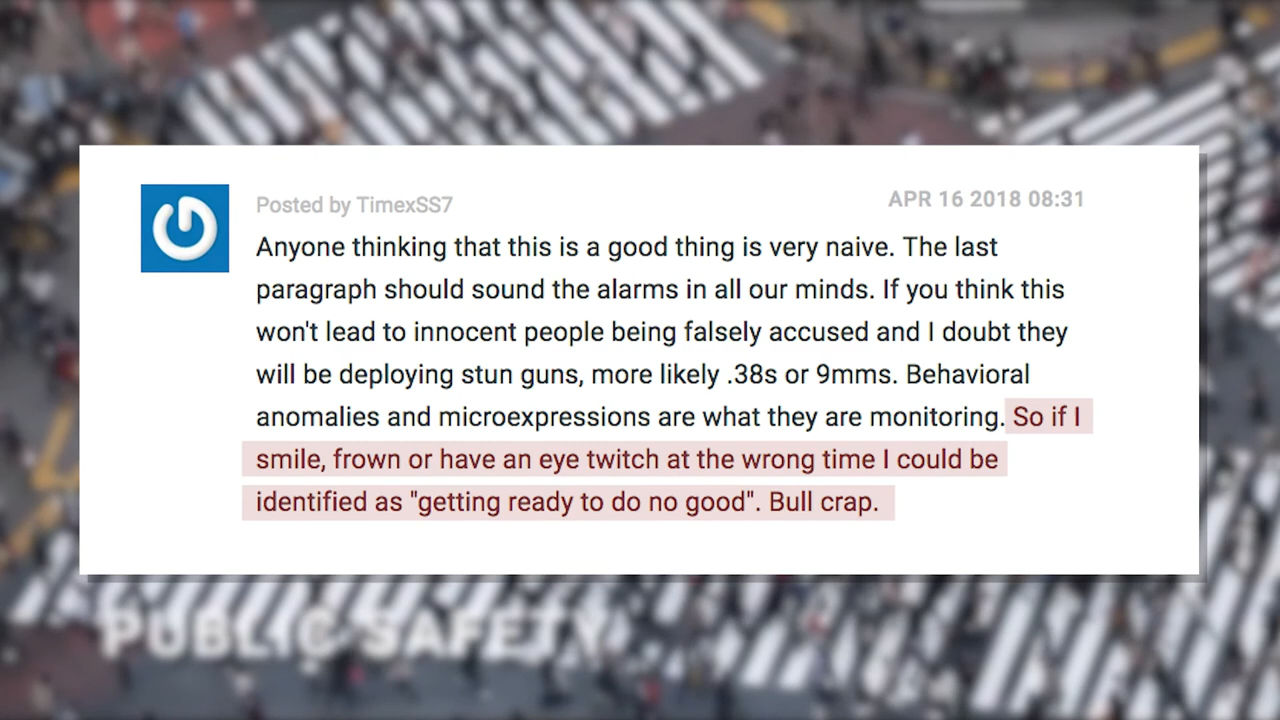 Posted by TimexSS7
APR 16 2018 08:31
Anyone thinking that this is a good thing is very naive. The last
paragraph should sound the alarms in all our minds. If you think this
won't lead to innocent people being falsely accused and I doubt they
will be deploying stun guns, more likely .38s or 9mms. Behavioral
anomalies and microexpressions are what they are monitoring. So if I
smile, frown or have an eye twitch at the wrong time I could be
identified as "getting ready to do no good". Bull crap.
PUBLIC SAFETY